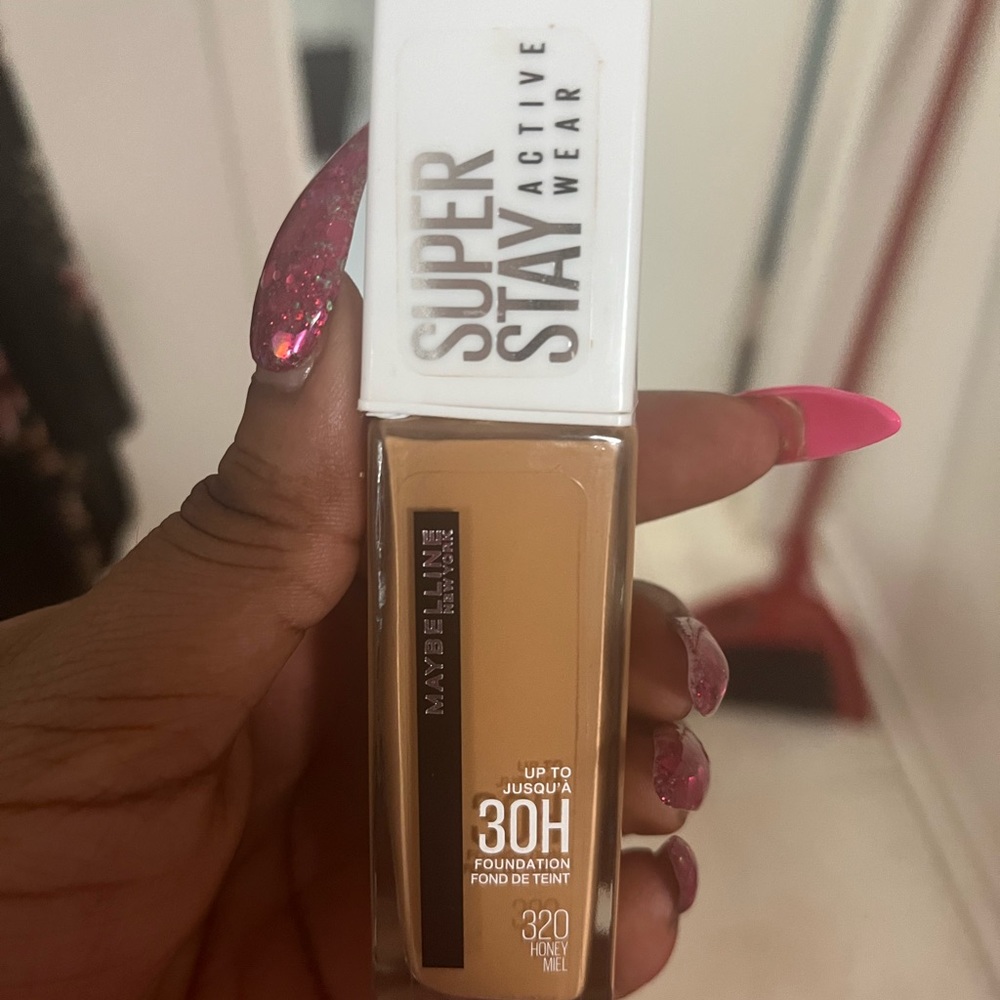 SUPER
STAY
ACTIVE
WEAR
MAYBELLINE
NEW YORK
UP TO
JUSQU'À
30H
FOUNDATION
FOND DE TEINT
320
HONEY
MIEL